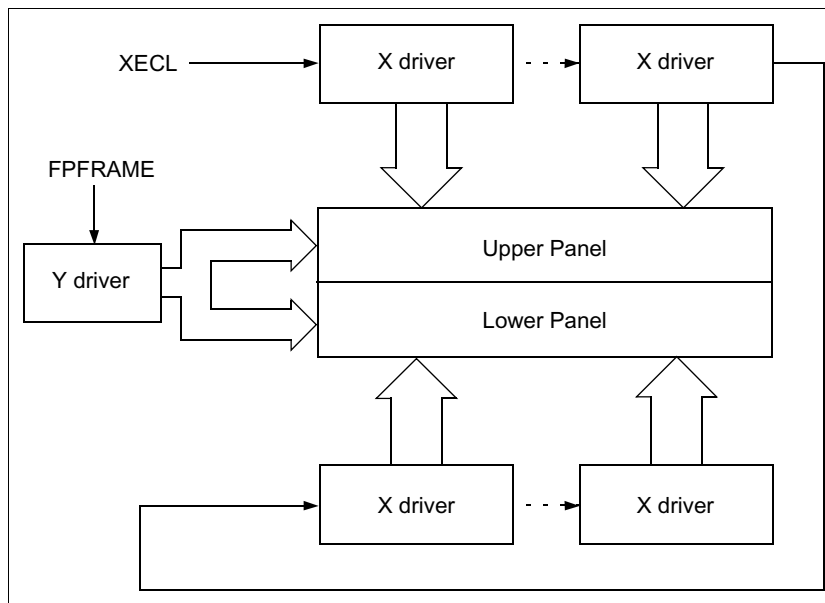 XECL
X driver
X driver
FPFRAME
Y driver
Upper Panel
Lower Panel
X driver
X driver